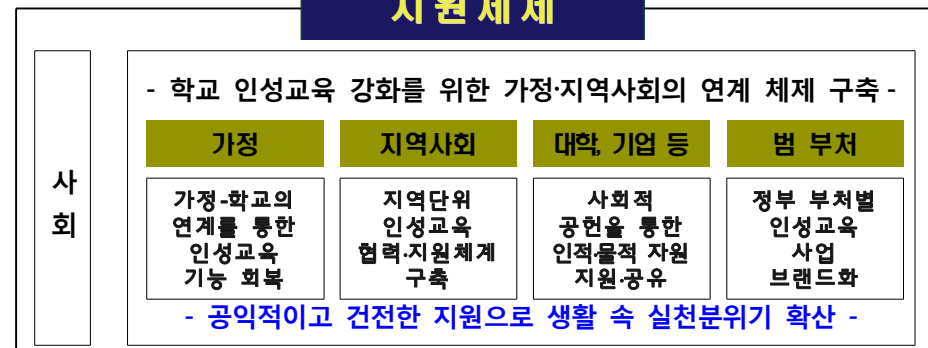 지원체제
- 학교 인성교육 강화를 위한 가정·지역사회의 연계 체제 구축 -
사
회
가정
지역사회
대학, 기업 등
범 부처
가정-학교의
연계를 통한
인성교육
기능 회복
지역단위
인성교육
협력·지원체계
구축
사회적
공헌을 통한
인적·물적 자원
지원·공유
정부 부처별
인성교육
사업
브랜드화
- 공익적이고 건전한 지원으로 생활 속 실천분위기 확산 -